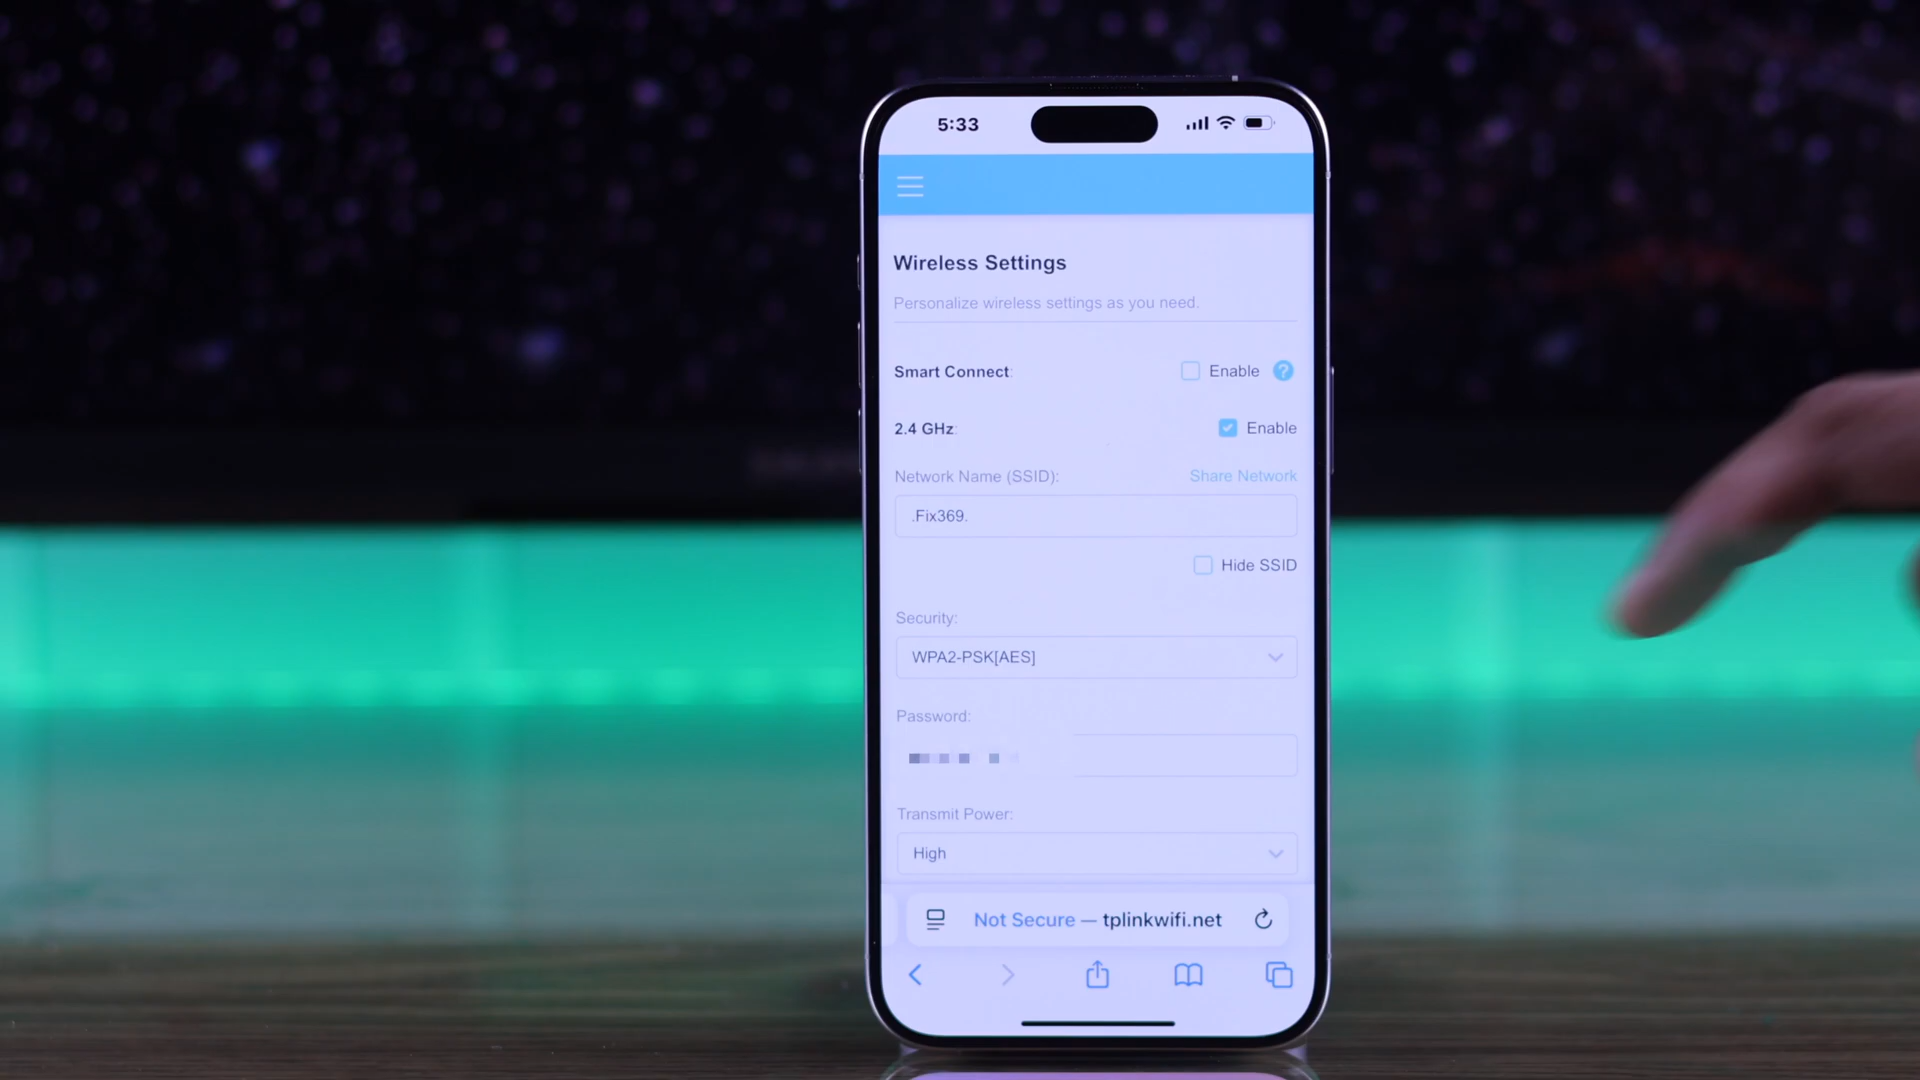 5:33
Wireless Settings
Personalize wireless settings as you need.
Smart Connect: Enable ?
2.4 GHz: Enable
Network Name (SSID): Share Network
.Fix369.
Hide SSID
Security:
WPA2-PSK[AES]
Password:
Transmit Power:
High
Not Secure — tplinkwifi.net